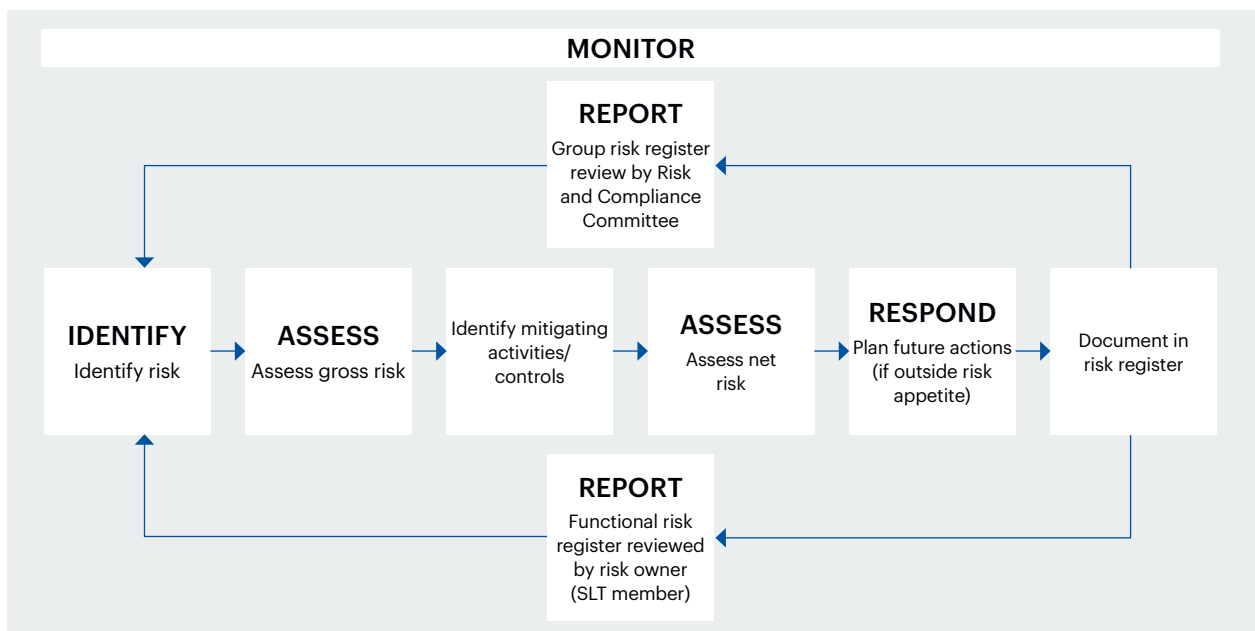 MONITOR
REPORT
Group risk register
review by Risk
and Compliance
Committee
IDENTIFY
Identify risk
ASSESS
Assess gross risk
Identify mitigating
activities/
controls
ASSESS
Assess net
risk
RESPOND
Plan future actions
(if outside risk
appetite)
Document in
risk register
REPORT
Functional risk
register reviewed
by risk owner
(SLT member)